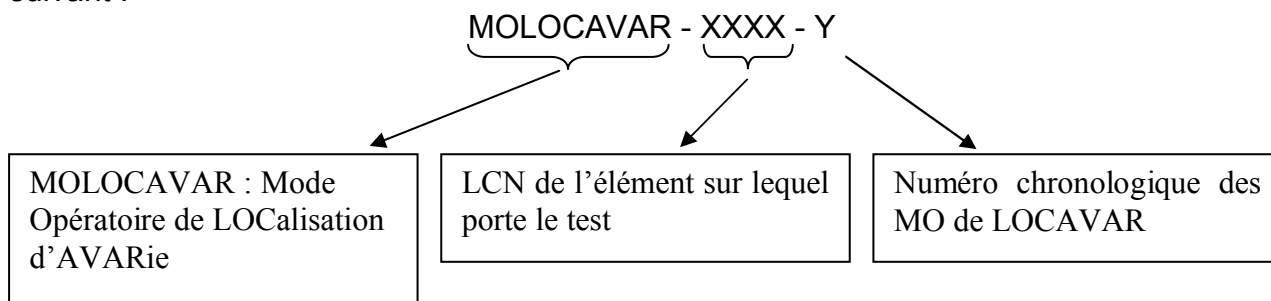 MOLOCAVAR - XXXX - Y
MOLOCAVAR : Mode
Opératoire de LOCalisation
d’AVARie
LCN de l’élément sur lequel
porte le test
Numéro chronologique des
MO de LOCAVAR